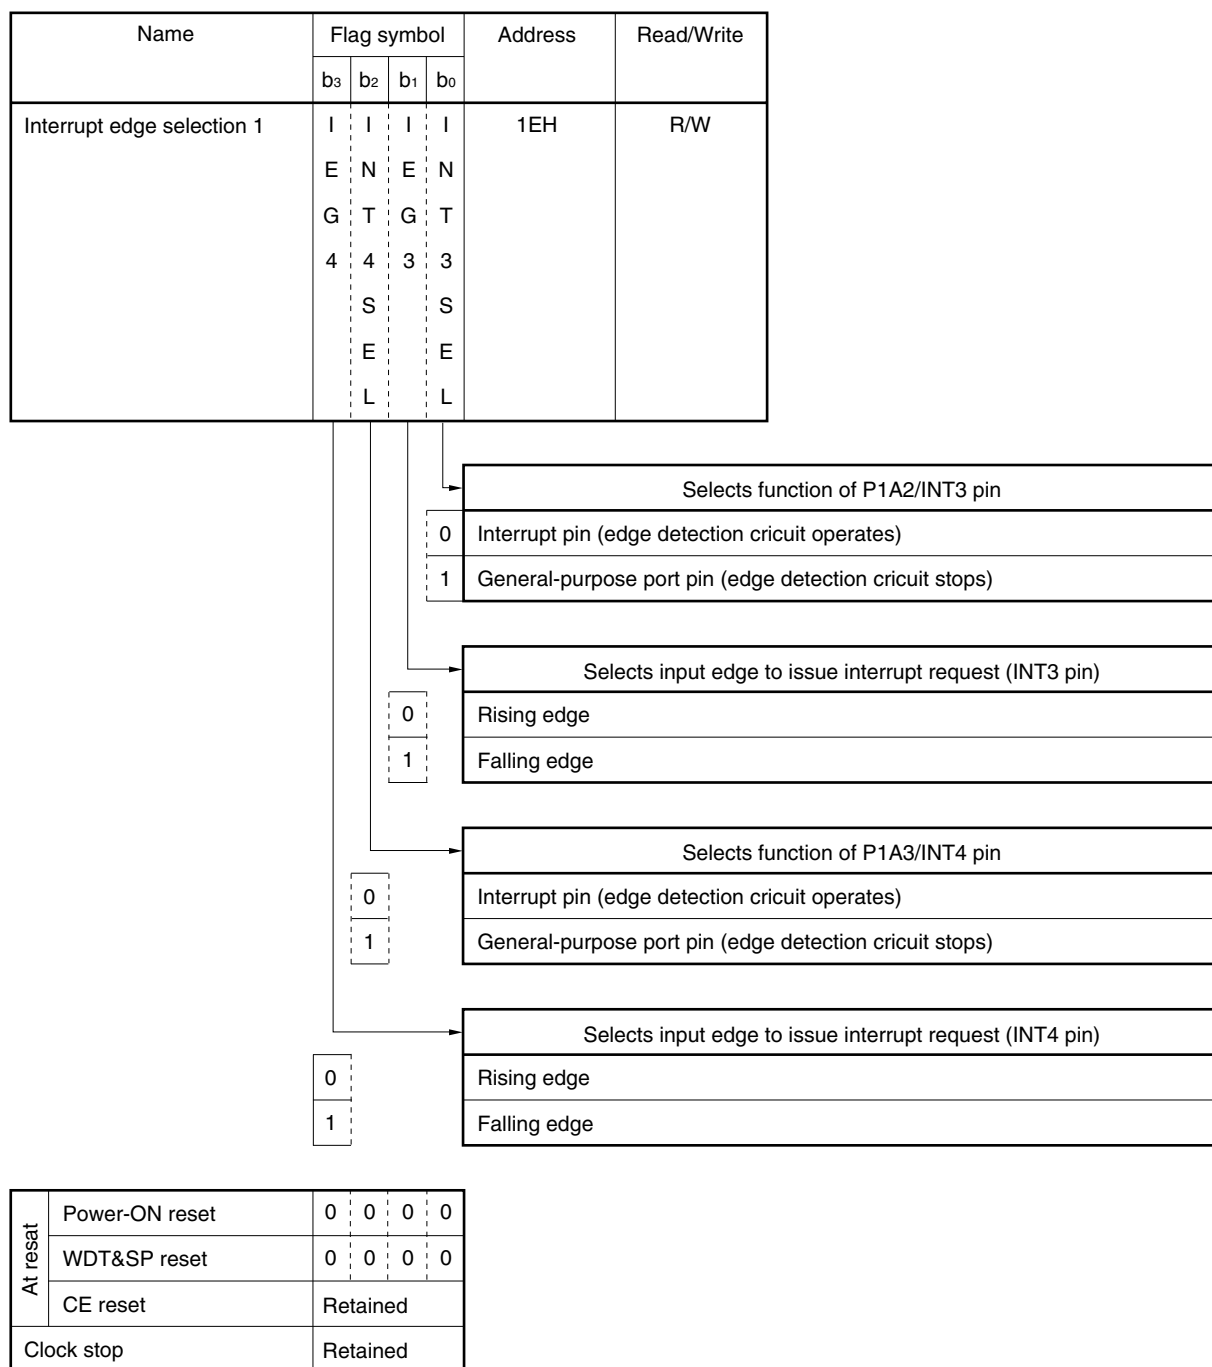 Name Flag symbol Address Read/Write
b3 b2 b1 b0
Interrupt edge selection 1 I I I I 1EH R/W
E N E N
G T G T
4 4 3 3
S S
E E
L L
Selects function of P1A2/INT3 pin
0 Interrupt pin (edge detection cricuit operates)
1 General-purpose port pin (edge detection cricuit stops)
Selects input edge to issue interrupt request (INT3 pin)
0 Rising edge
1 Falling edge
Selects function of P1A3/INT4 pin
0 Interrupt pin (edge detection cricuit operates)
1 General-purpose port pin (edge detection cricuit stops)
Selects input edge to issue interrupt request (INT4 pin)
0 Rising edge
1 Falling edge
At resat
Power-ON reset 0 0 0 0
WDT&SP reset 0 0 0 0
CE reset Retained
Clock stop Retained